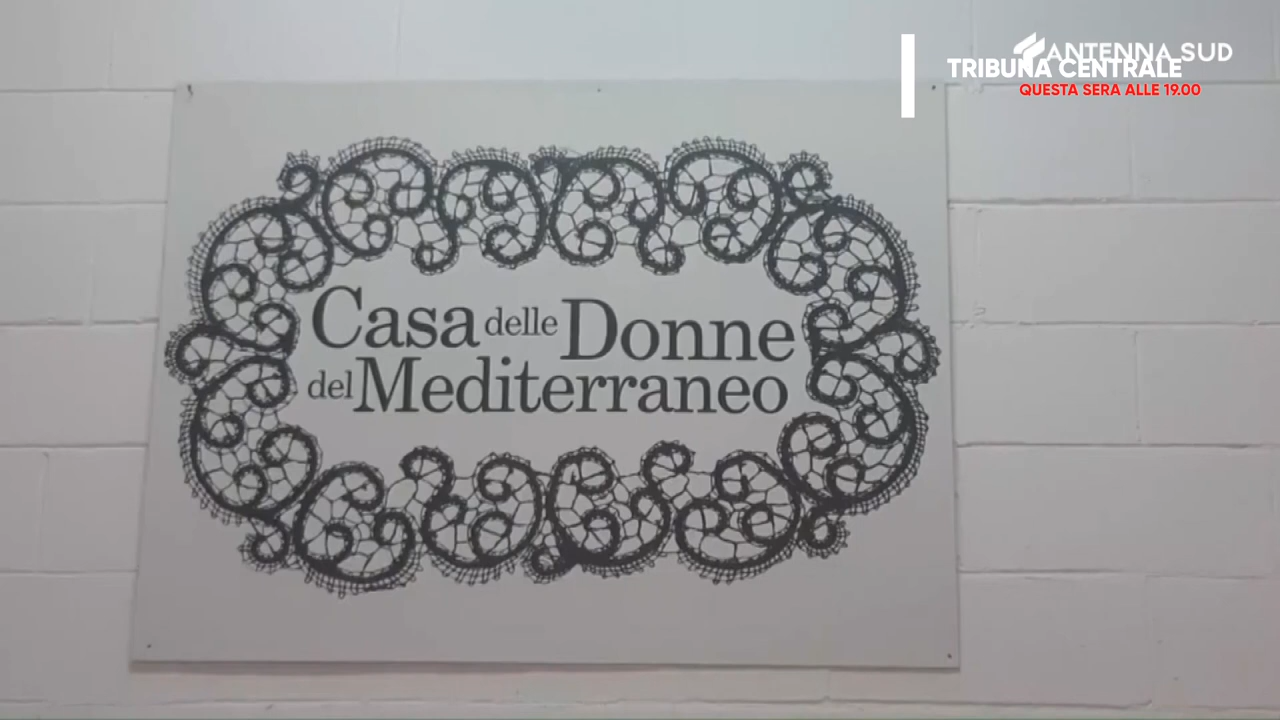 ANTENNA SUD
TRIBUNA CENTRALE
QUESTA SERA ALLE 19.00
Casa delle Donne
del Mediterraneo